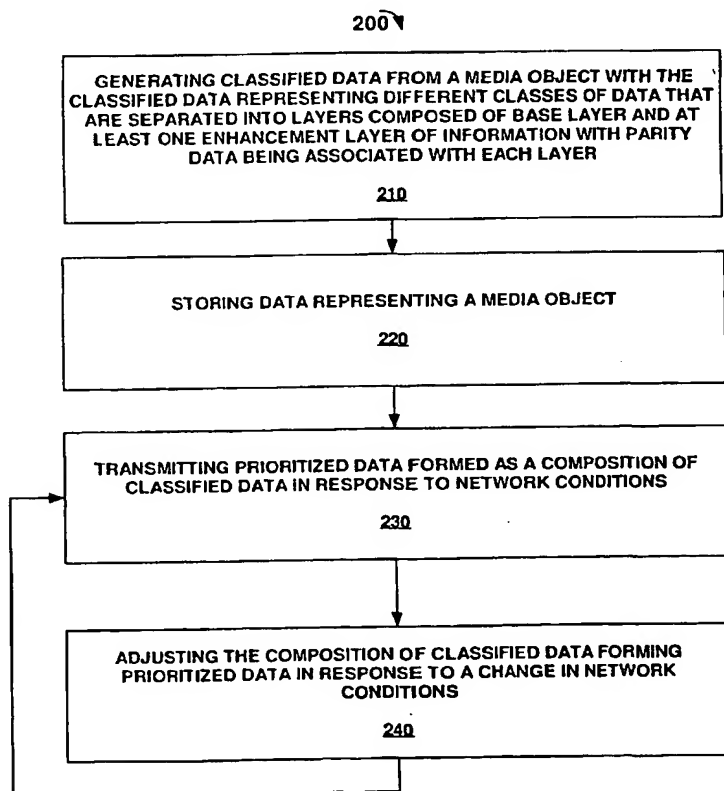 200
GENERATING CLASSIFIED DATA FROM A MEDIA OBJECT WITH THE
CLASSIFIED DATA REPRESENTING DIFFERENT CLASSES OF DATA THAT
ARE SEPARATED INTO LAYERS COMPOSED OF BASE LAYER AND AT
LEAST ONE ENHANCEMENT LAYER OF INFORMATION WITH PARITY
DATA BEING ASSOCIATED WITH EACH LAYER
210
STORING DATA REPRESENTING A MEDIA OBJECT
220
TRANSMITTING PRIORITIZED DATA FORMED AS A COMPOSITION OF
CLASSIFIED DATA IN RESPONSE TO NETWORK CONDITIONS
230
ADJUSTING THE COMPOSITION OF CLASSIFIED DATA FORMING
PRIORITIZED DATA IN RESPONSE TO A CHANGE IN NETWORK
CONDITIONS
240